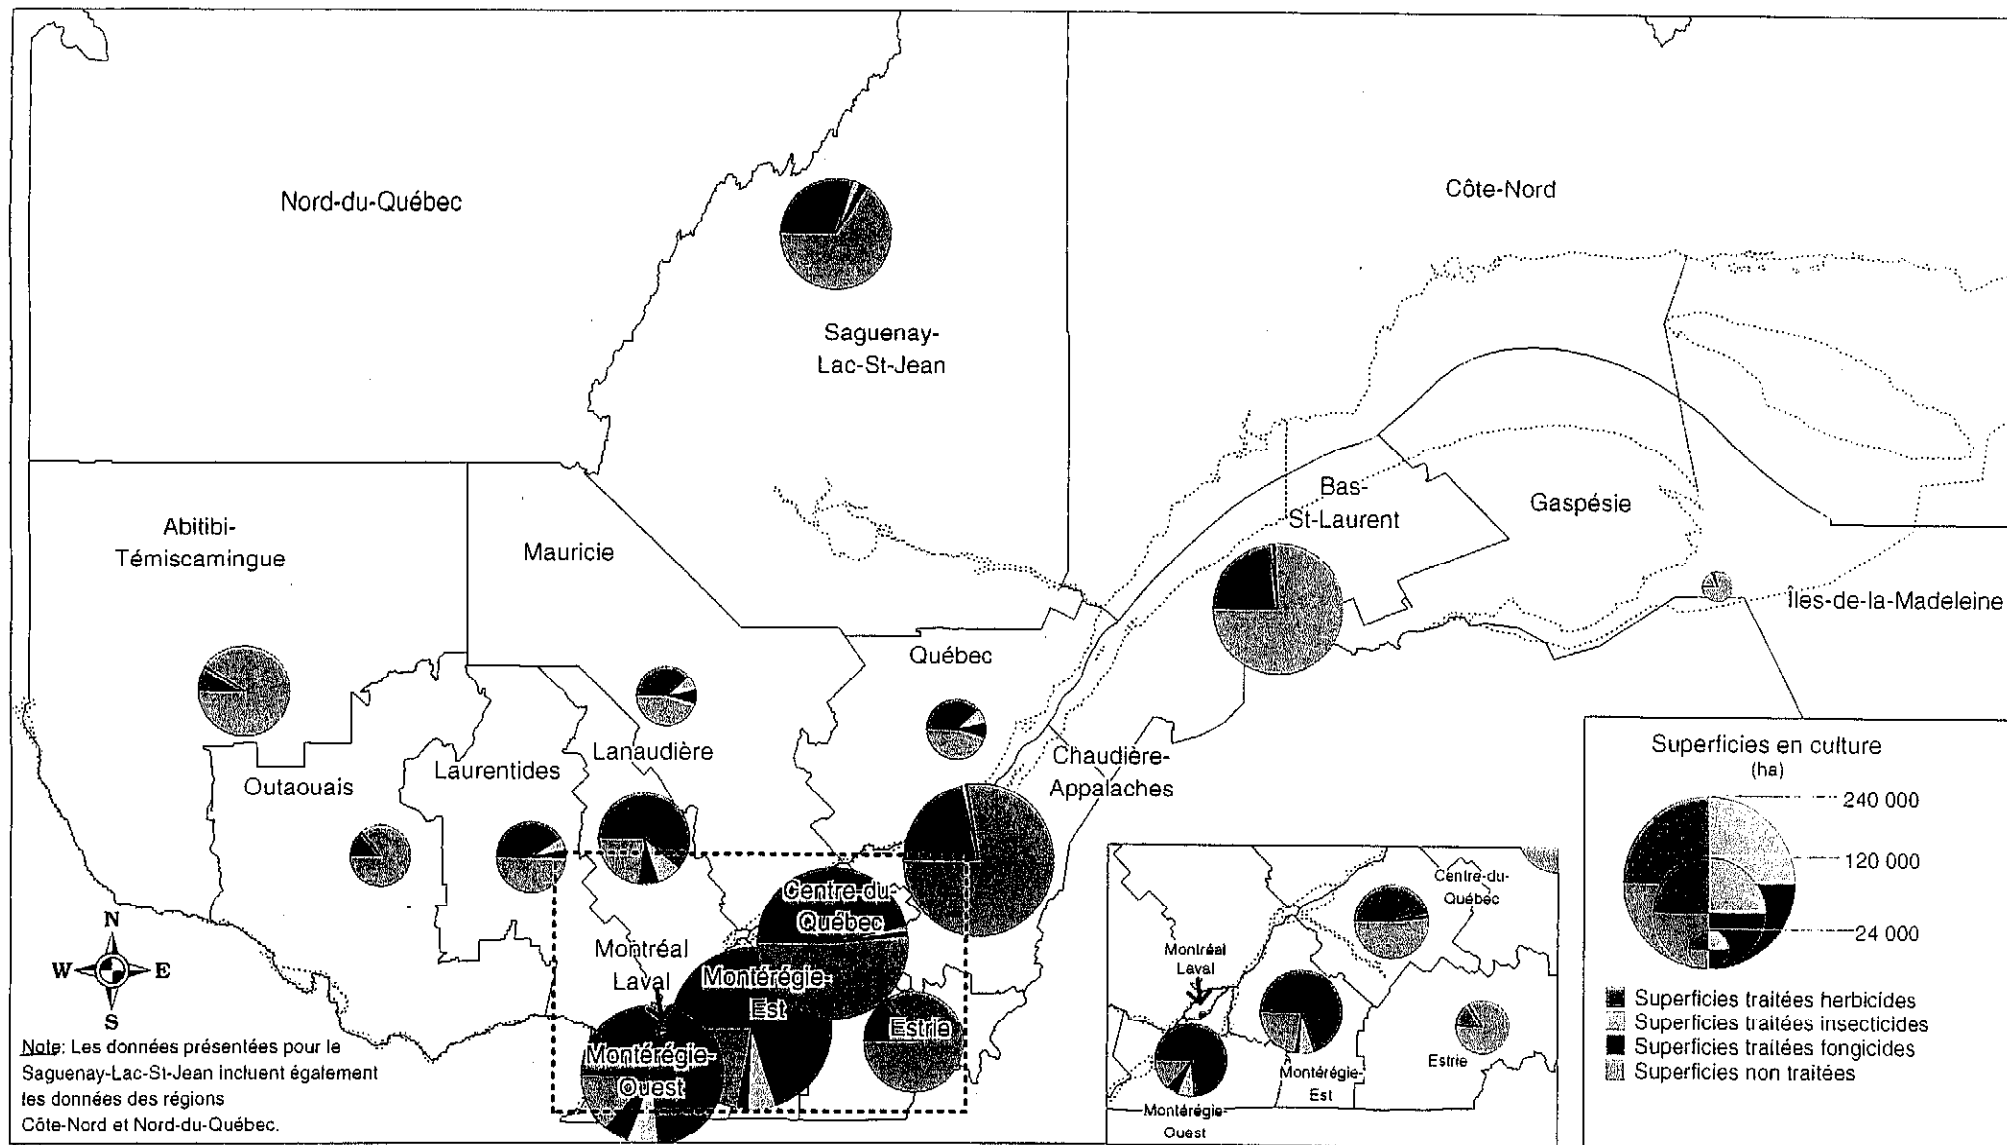 Nord-du-Québec
Côte-Nord
Saguenay-
Lac-St-Jean
Bas-
St-Laurent
Gaspésie
Abitibi-
Témiscamingue
Mauricie
Îles-de-la-Madeleine
Québec
Lanaudière
Laurentides
Outaouais
Chaudière-
Appalaches
Centre-du-
Québec
Montréal
Laval
Montérégie-
Est
Estrie
Montérégie-
Ouest
N
W
E
S
Note: Les données présentées pour le
Saguenay-Lac-St-Jean incluent également
les données des régions
Côte-Nord et Nord-du-Québec.
Centre-du-
Québec
Montréal
Laval
Estrie
Montérégie-
Est
Montérégie-
Ouest
Superficies en culture
(ha)
240 000
120 000
24 000
Superficies traitées herbicides
Superficies traitées insecticides
Superficies traitées fongicides
Superficies non traitées